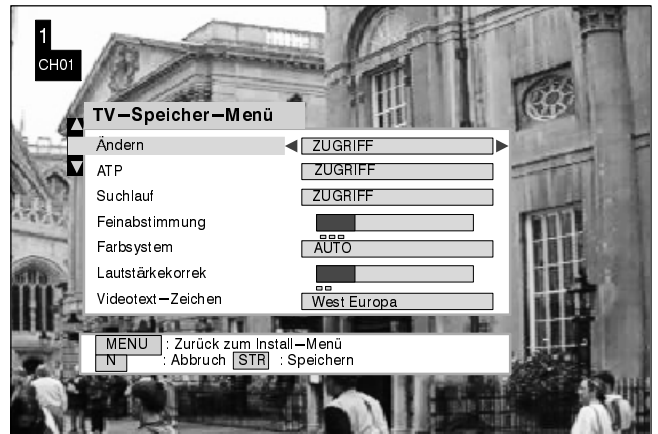 1
CH01
TV–Speicher–Menü
Ändern ZUGRIFF
ATP ZUGRIFF
Suchlauf ZUGRIFF
Feinabstimmung
Farbsystem AUTO
Lautstärkekorrek
Videotext–Zeichen West Europa
MENU : Zurück zum Install–Menü
N : Abbruch STR : Speichern